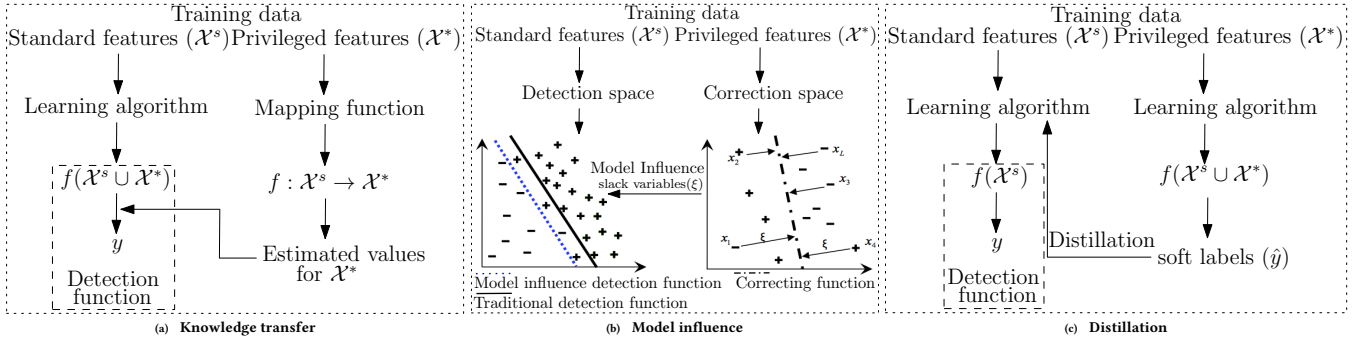 Training data
Standard features (𝒳ˢ) Privileged features (𝒳*)
Learning algorithm
Mapping function
f(𝒳ˢ ∪ 𝒳*)
f : 𝒳ˢ → 𝒳*
y
Estimated values
for 𝒳*
Detection
function
(a) Knowledge transfer
Training data
Standard features (𝒳ˢ) Privileged features (𝒳*)
Detection space
Correction space
Model Influence
slack variables(ξ)
x₂
x_L
x₃
x₁
ξ
ξ
x₄
Model influence detection function
Correcting function
Traditional detection function
(b) Model influence
Training data
Standard features (𝒳ˢ) Privileged features (𝒳*)
Learning algorithm
Learning algorithm
f(𝒳ˢ)
f(𝒳ˢ ∪ 𝒳*)
y
Distillation
soft labels (ŷ)
Detection
function
(c) Distillation